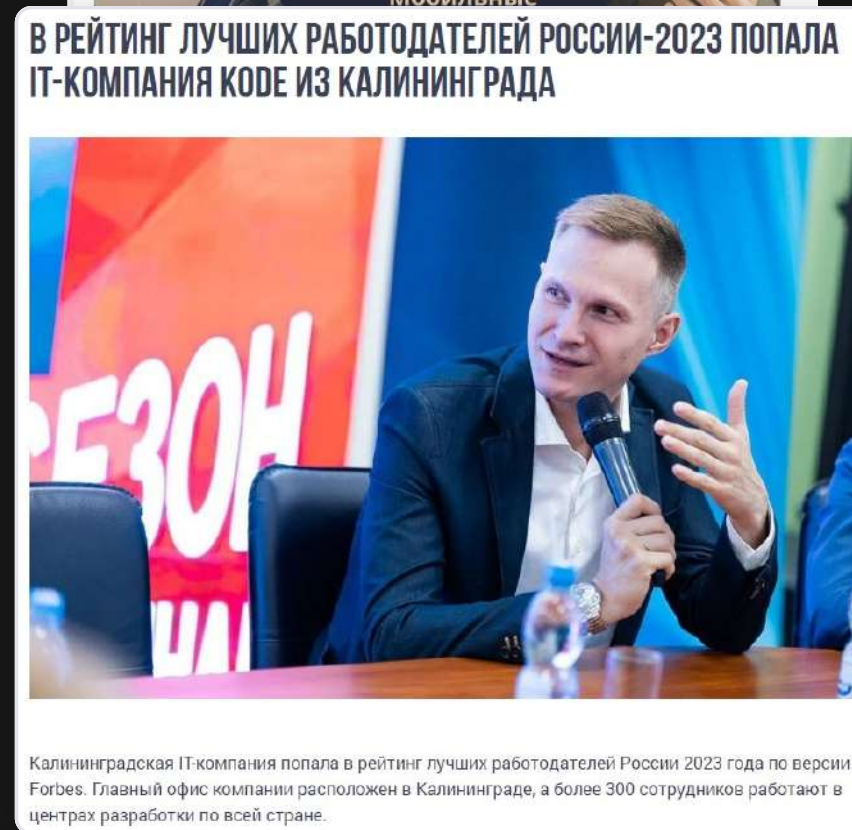 МОБИЛЬНЫЕ
В РЕЙТИНГ ЛУЧШИХ РАБОТОДАТЕЛЕЙ РОССИИ-2023 ПОПАЛА
IT-КОМПАНИЯ KODE ИЗ КАЛИНИНГРАДА
СЕЗОН
Калининградская IT-компания попала в рейтинг лучших работодателей России 2023 года по версии
Forbes. Главный офис компании расположен в Калининграде, а более 300 сотрудников работают в
центрах разработки по всей стране.